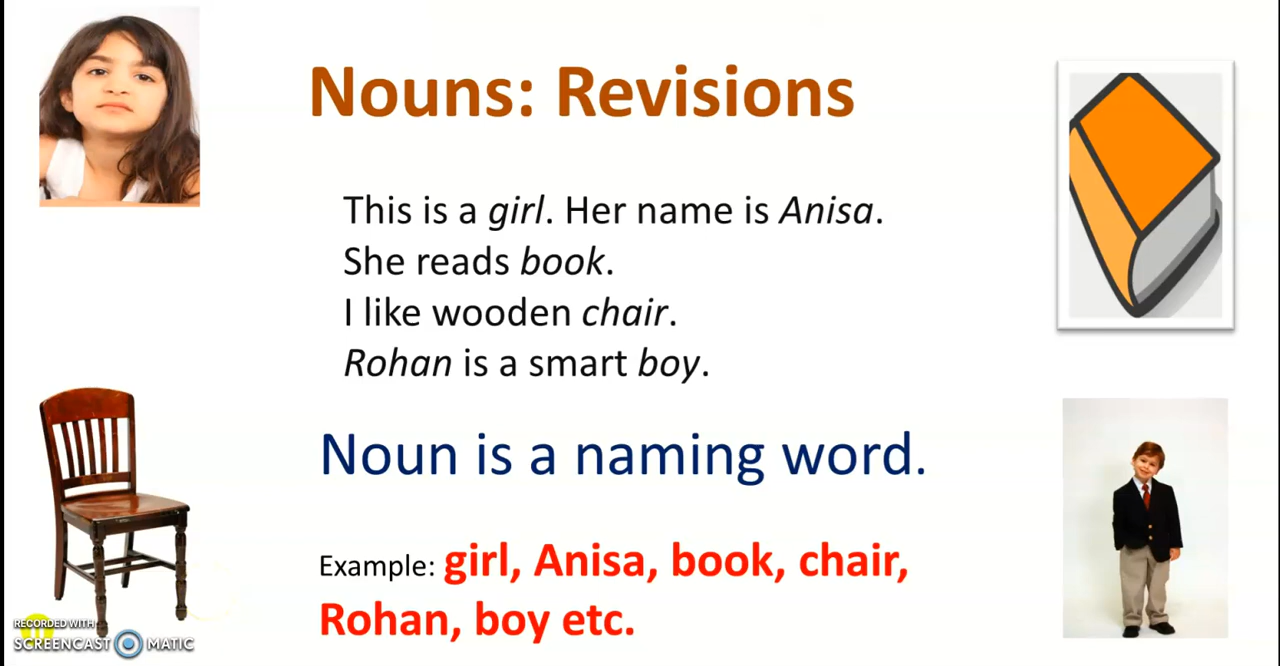 Nouns: Revisions
This is a girl. Her name is Anisa.
She reads book.
I like wooden chair.
Rohan is a smart boy.
Noun is a naming word.
Example: girl, Anisa, book, chair,
Rohan, boy etc.
RECORDED WITH
SCREENCAST MATIC